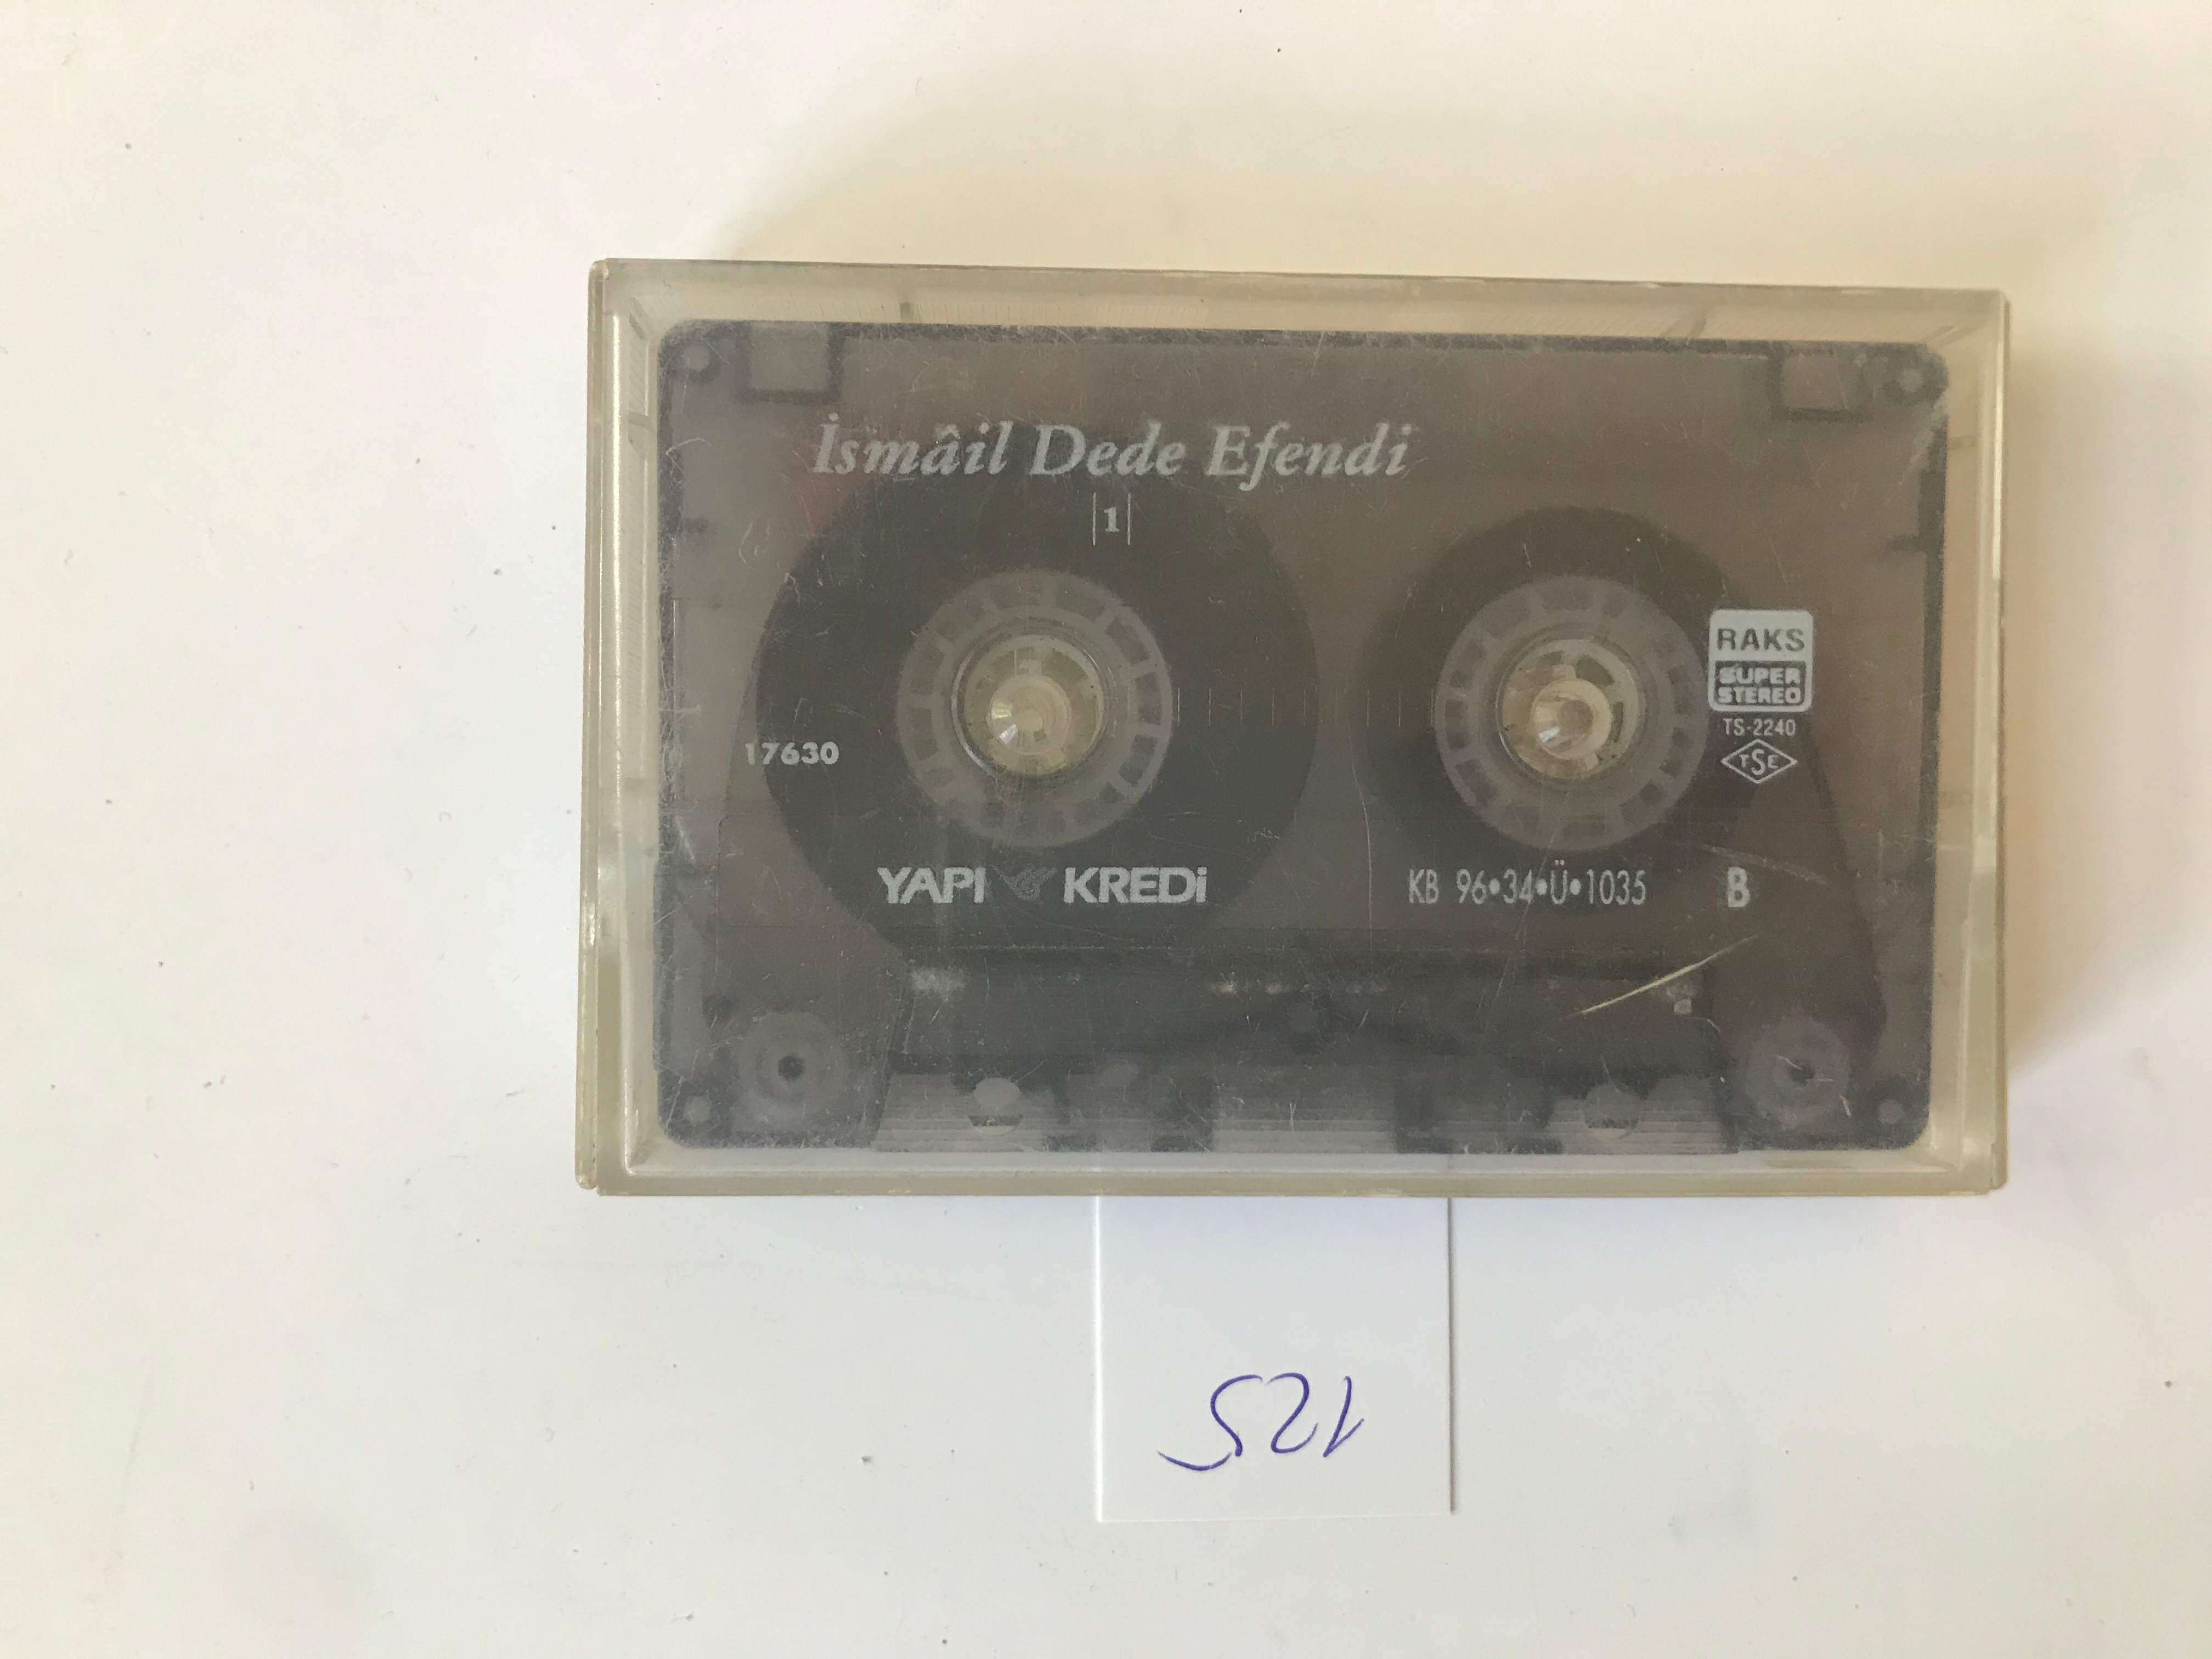 İsmâil Dede Efendi
|1|
RAKS
SUPER
STEREO
TS-2240
TSE
17630
YAPI KREDi
KB 96•34•Ü•1035 B
125